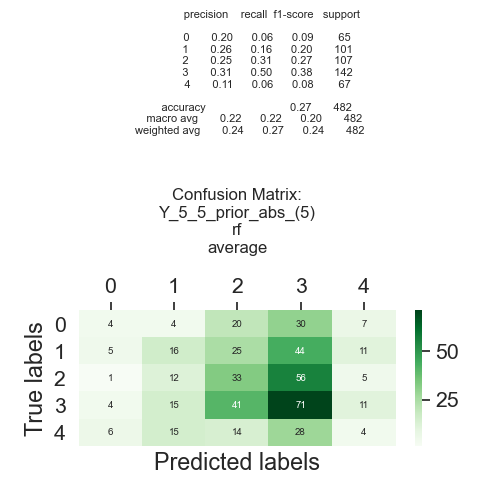 precision recall f1-score support
0 0.20 0.06 0.09 65
1 0.26 0.16 0.20 101
2 0.25 0.31 0.27 107
3 0.31 0.50 0.38 142
4 0.11 0.06 0.08 67
accuracy 0.27 482
macro avg 0.22 0.22 0.20 482
weighted avg 0.24 0.27 0.24 482
Confusion Matrix:
Y_5_5_prior_abs_(5)
rf
average
0 1 2 3 4
0 4 4 20 30 7
1 5 16 25 44 11
2 1 12 33 56 5
3 4 15 41 71 11
4 6 15 14 28 4
True labels
Predicted labels
50
25